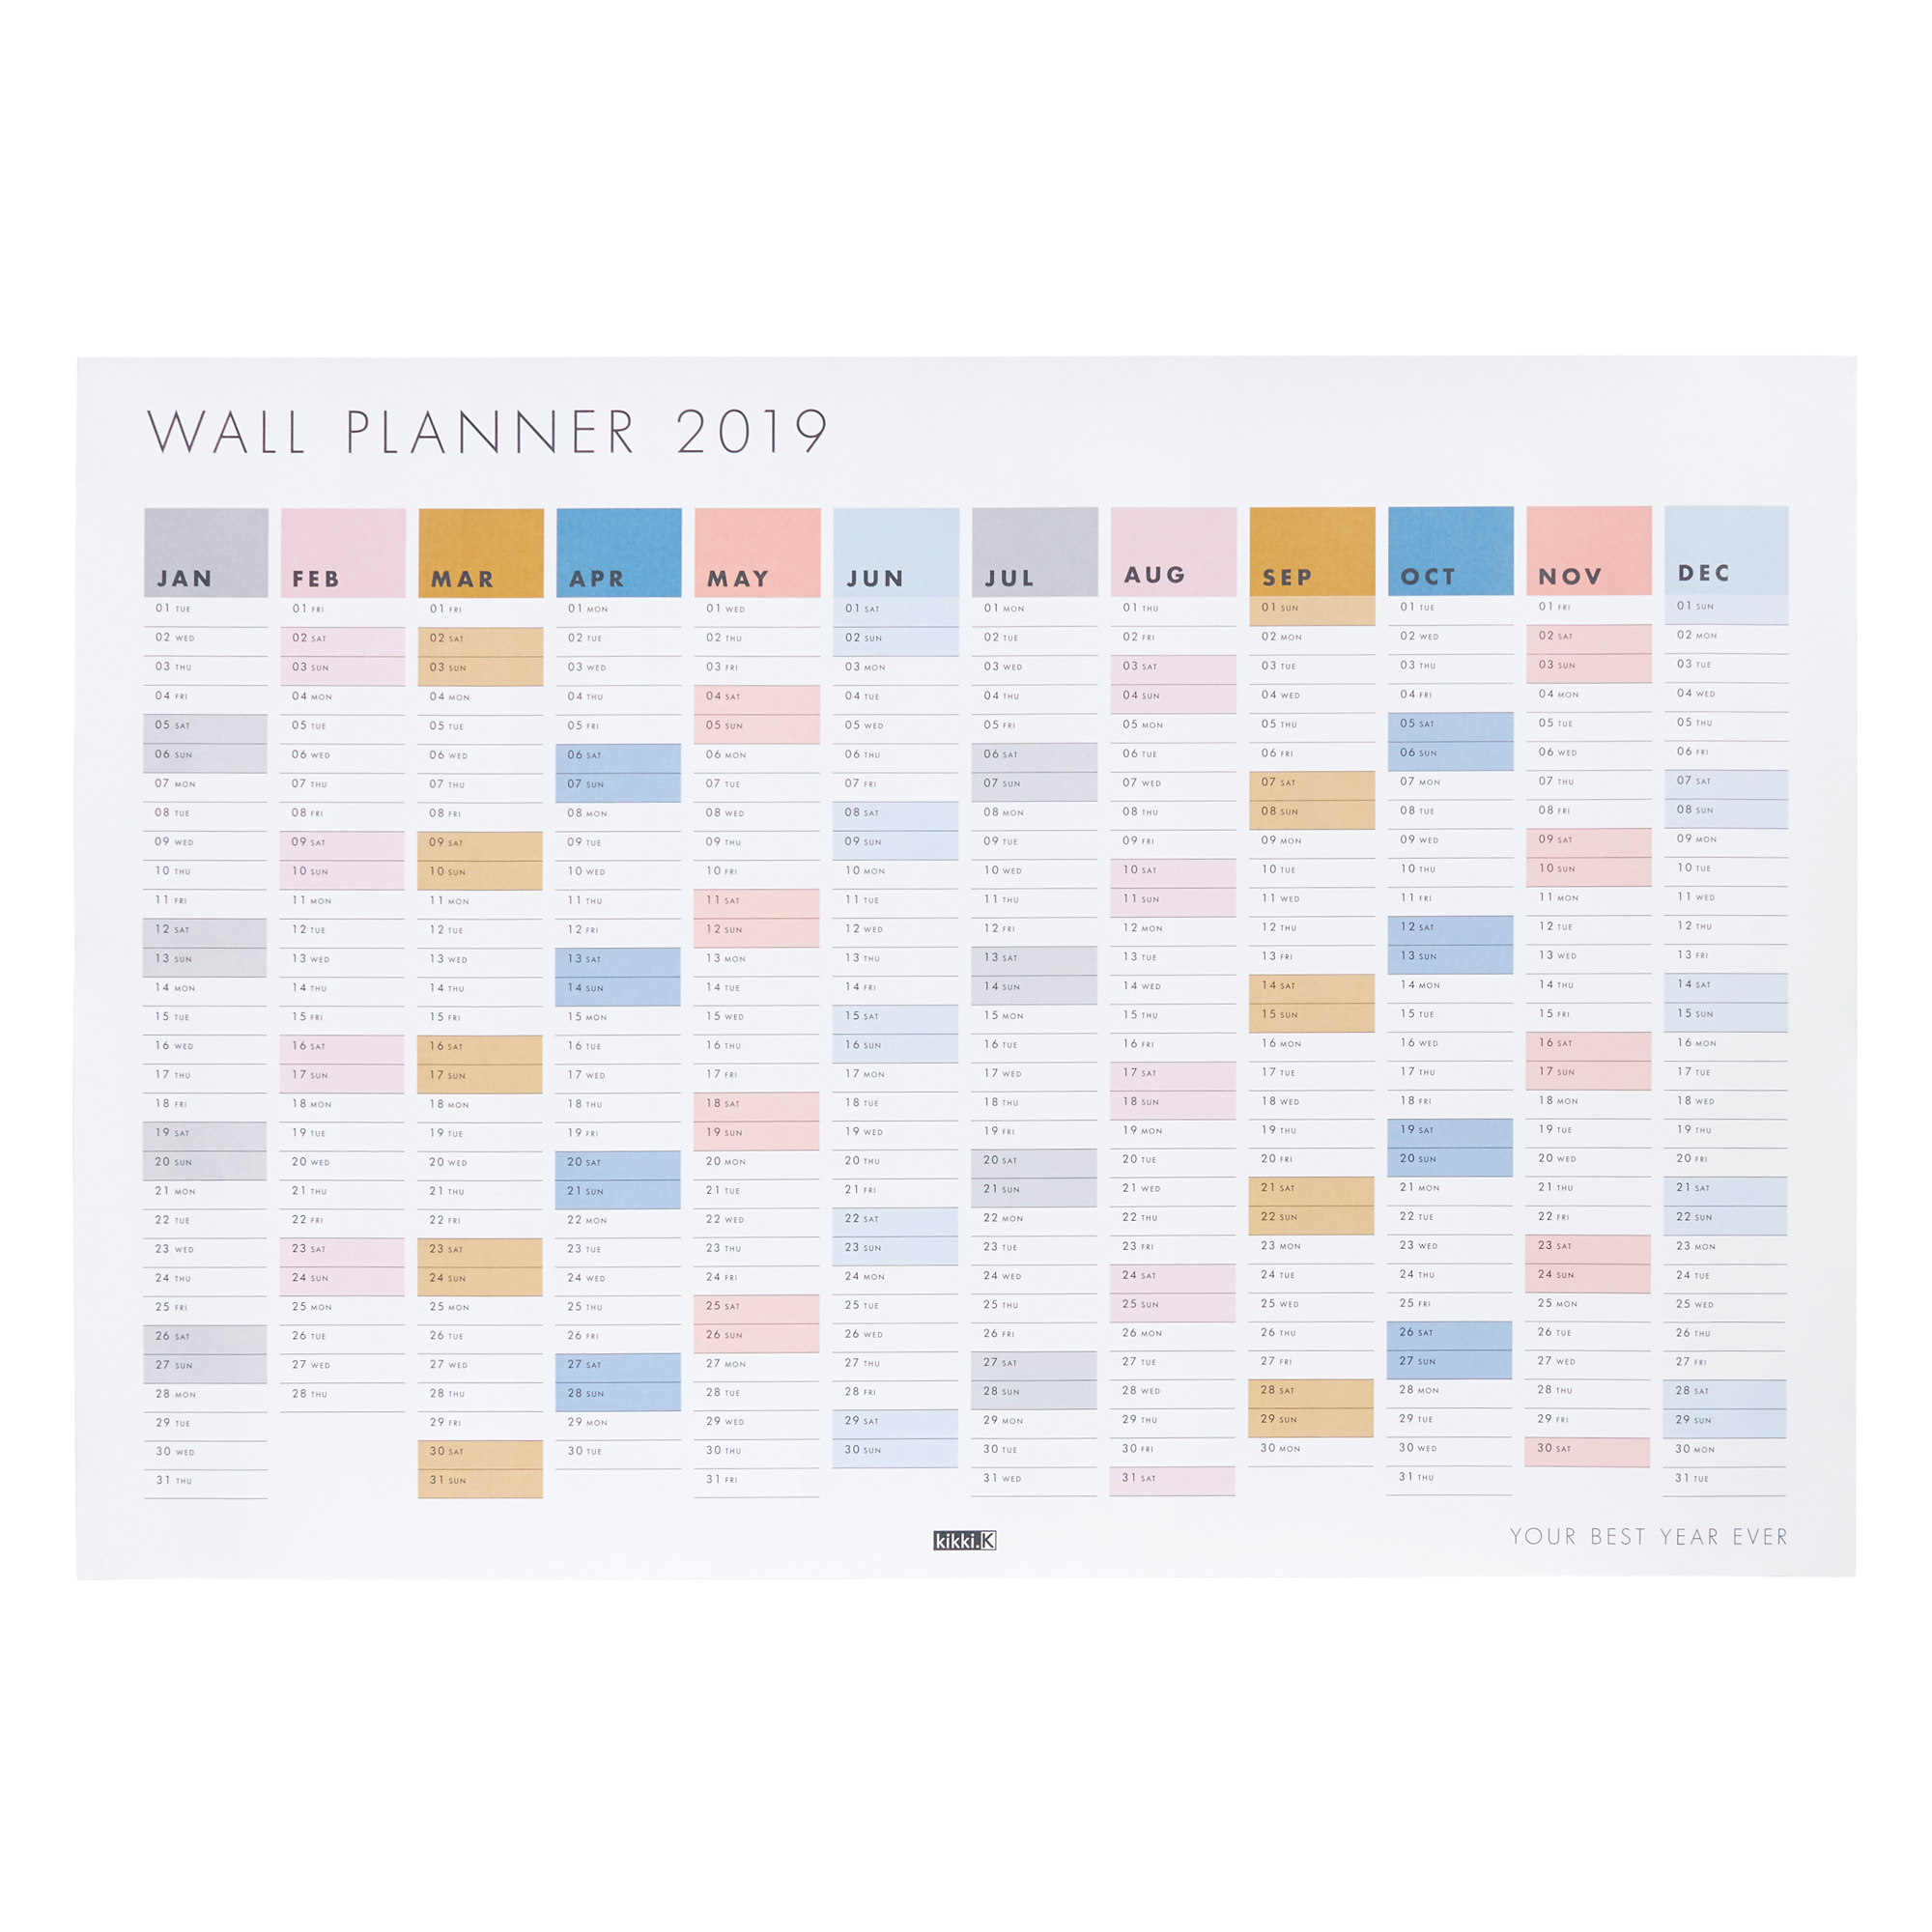 WALL PLANNER 2019
JAN FEB MAR APR MAY JUN JUL AUG SEP OCT NOV DEC
01 TUE 01 FRI 01 FRI 01 MON 01 WED 01 SAT 01 MON 01 THU 01 SUN 01 TUE 01 FRI 01 SUN
02 WED 02 SAT 02 SAT 02 TUE 02 THU 02 SUN 02 TUE 02 FRI 02 MON 02 WED 02 SAT 02 MON
03 THU 03 SUN 03 SUN 03 WED 03 FRI 03 MON 03 WED 03 SAT 03 TUE 03 THU 03 SUN 03 TUE
04 FRI 04 MON 04 MON 04 THU 04 SAT 04 TUE 04 THU 04 SUN 04 WED 04 FRI 04 MON 04 WED
05 SAT 05 TUE 05 TUE 05 FRI 05 SUN 05 WED 05 FRI 05 MON 05 THU 05 SAT 05 TUE 05 THU
06 SUN 06 WED 06 WED 06 SAT 06 MON 06 THU 06 SAT 06 TUE 06 FRI 06 SUN 06 WED 06 FRI
07 MON 07 THU 07 THU 07 SUN 07 TUE 07 FRI 07 SUN 07 WED 07 SAT 07 MON 07 THU 07 SAT
08 TUE 08 FRI 08 FRI 08 MON 08 WED 08 SAT 08 MON 08 THU 08 SUN 08 TUE 08 FRI 08 SUN
09 WED 09 SAT 09 SAT 09 TUE 09 THU 09 SUN 09 TUE 09 FRI 09 MON 09 WED 09 SAT 09 MON
10 THU 10 SUN 10 SUN 10 WED 10 FRI 10 MON 10 WED 10 SAT 10 TUE 10 THU 10 SUN 10 TUE
11 FRI 11 MON 11 MON 11 THU 11 SAT 11 TUE 11 THU 11 SUN 11 WED 11 FRI 11 MON 11 WED
12 SAT 12 TUE 12 TUE 12 FRI 12 SUN 12 WED 12 FRI 12 MON 12 THU 12 SAT 12 TUE 12 THU
13 SUN 13 WED 13 WED 13 SAT 13 MON 13 THU 13 SAT 13 TUE 13 FRI 13 SUN 13 WED 13 FRI
14 MON 14 THU 14 THU 14 SUN 14 TUE 14 FRI 14 SUN 14 WED 14 SAT 14 MON 14 THU 14 SAT
15 TUE 15 FRI 15 FRI 15 MON 15 WED 15 SAT 15 MON 15 THU 15 SUN 15 TUE 15 FRI 15 SUN
16 WED 16 SAT 16 SAT 16 TUE 16 THU 16 SUN 16 TUE 16 FRI 16 MON 16 WED 16 SAT 16 MON
17 THU 17 SUN 17 SUN 17 WED 17 FRI 17 MON 17 WED 17 SAT 17 TUE 17 THU 17 SUN 17 TUE
18 FRI 18 MON 18 MON 18 THU 18 SAT 18 TUE 18 THU 18 SUN 18 WED 18 FRI 18 MON 18 WED
19 SAT 19 TUE 19 TUE 19 FRI 19 SUN 19 WED 19 FRI 19 MON 19 THU 19 SAT 19 TUE 19 THU
20 SUN 20 WED 20 WED 20 SAT 20 MON 20 THU 20 SAT 20 TUE 20 FRI 20 SUN 20 WED 20 FRI
21 MON 21 THU 21 THU 21 SUN 21 TUE 21 FRI 21 SUN 21 WED 21 SAT 21 MON 21 THU 21 SAT
22 TUE 22 FRI 22 FRI 22 MON 22 WED 22 SAT 22 MON 22 THU 22 SUN 22 TUE 22 FRI 22 SUN
23 WED 23 SAT 23 SAT 23 TUE 23 THU 23 SUN 23 TUE 23 FRI 23 MON 23 WED 23 SAT 23 MON
24 THU 24 SUN 24 SUN 24 WED 24 FRI 24 MON 24 WED 24 SAT 24 TUE 24 THU 24 SUN 24 TUE
25 FRI 25 MON 25 MON 25 THU 25 SAT 25 TUE 25 THU 25 SUN 25 WED 25 FRI 25 MON 25 WED
26 SAT 26 TUE 26 TUE 26 FRI 26 SUN 26 WED 26 FRI 26 MON 26 THU 26 SAT 26 TUE 26 THU
27 SUN 27 WED 27 WED 27 SAT 27 MON 27 THU 27 SAT 27 TUE 27 FRI 27 SUN 27 WED 27 FRI
28 MON 28 THU 28 THU 28 SUN 28 TUE 28 FRI 28 SUN 28 WED 28 SAT 28 MON 28 THU 28 SAT
29 TUE 29 FRI 29 MON 29 WED 29 SAT 29 MON 29 THU 29 SUN 29 TUE 29 FRI 29 SUN
30 WED 30 SAT 30 TUE 30 THU 30 SUN 30 TUE 30 FRI 30 MON 30 WED 30 SAT 30 MON
31 THU 31 SUN 31 FRI 31 WED 31 SAT 31 THU 31 TUE
kikki.K
YOUR BEST YEAR EVER